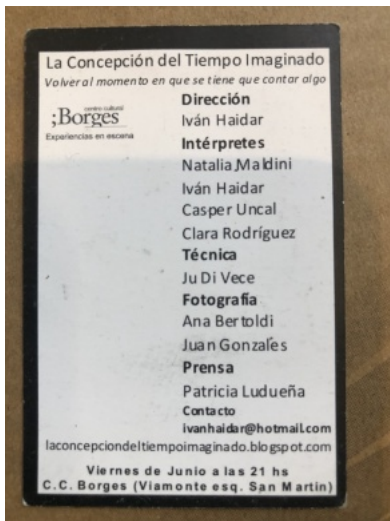 La Concepción del Tiempo Imaginado
Volver al momento en que se tiene que contar algo
centro cultural
;Borges
Experiencias en escena
Dirección
Iván Haidar
Intérpretes
Natalia Maldini
Iván Haidar
Casper Uncal
Clara Rodríguez
Técnica
Ju Di Vece
Fotografía
Ana Bertoldi
Juan Gonzales
Prensa
Patricia Ludueña
Contacto
ivanhaidar@hotmail.com
laconcepciondeltiempoimaginado.blogspot.com
Viernes de Junio a las 21 hs
C.C. Borges (Viamonte esq. San Martin)